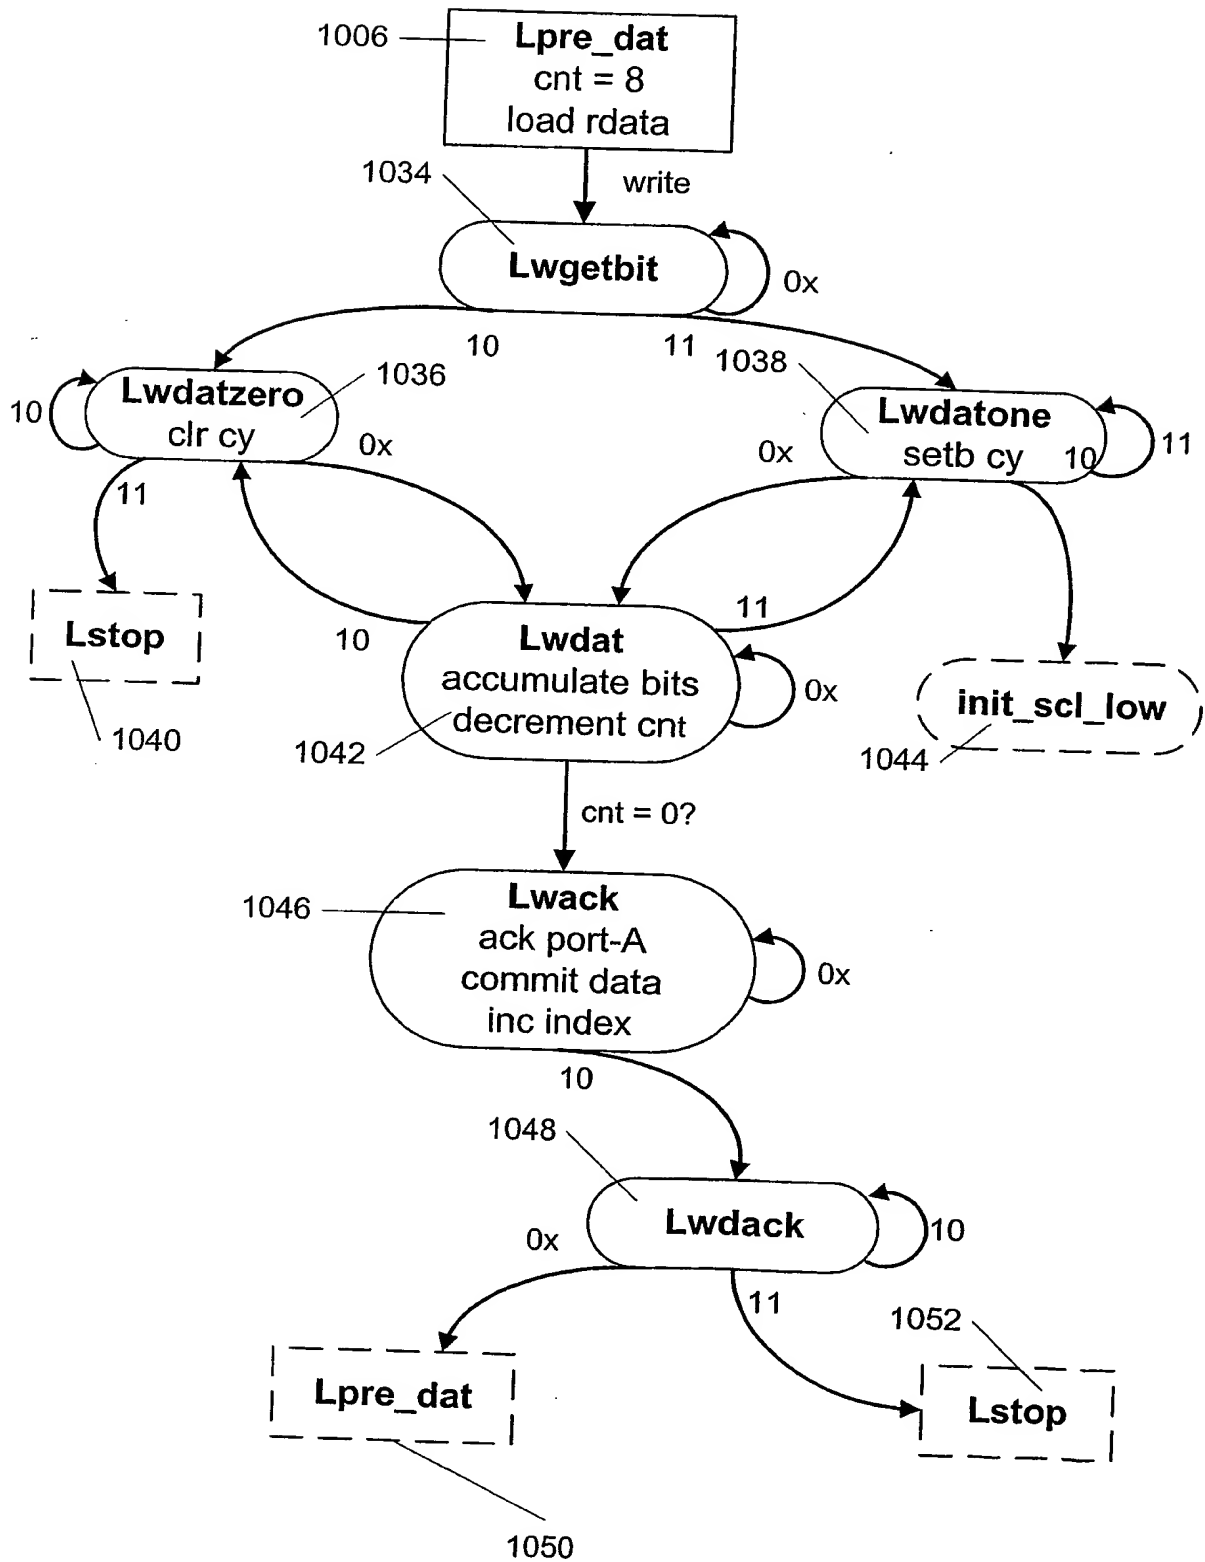 1006
Lpre_dat
cnt = 8
load rdata
1034
write
Lwgetbit
0x
10
11
1038
1036
10
Lwdatzero
clr cy
0x
11
Lwdatone
setb cy
0x
10
11
Lstop
1040
10
11
Lwdat
accumulate bits
decrement cnt
0x
1042
init_scl_low
1044
cnt = 0?
1046
Lwack
ack port-A
commit data
inc index
0x
10
1048
Lwdack
10
0x
11
1052
Lpre_dat
Lstop
1050